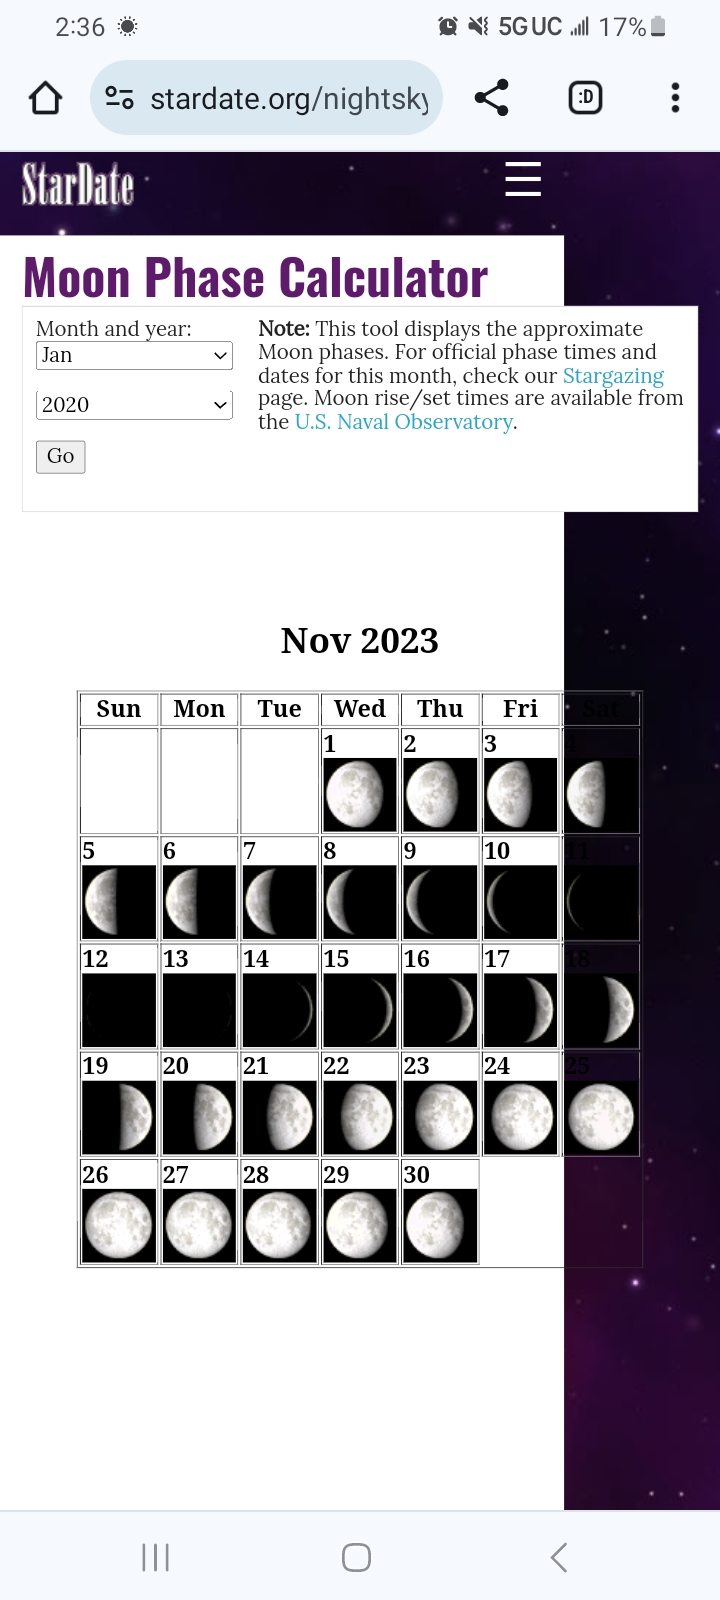 2:36 5G UC 17%
stardate.org/nightsky
:D
StarDate
Moon Phase Calculator
Month and year:
Jan
2020
Go
Note: This tool displays the approximate
Moon phases. For official phase times and
dates for this month, check our Stargazing
page. Moon rise/set times are available from
the U.S. Naval Observatory.
Nov 2023
Sun Mon Tue Wed Thu Fri Sat
1 2 3 4
5 6 7 8 9 10 11
12 13 14 15 16 17 18
19 20 21 22 23 24 25
26 27 28 29 30